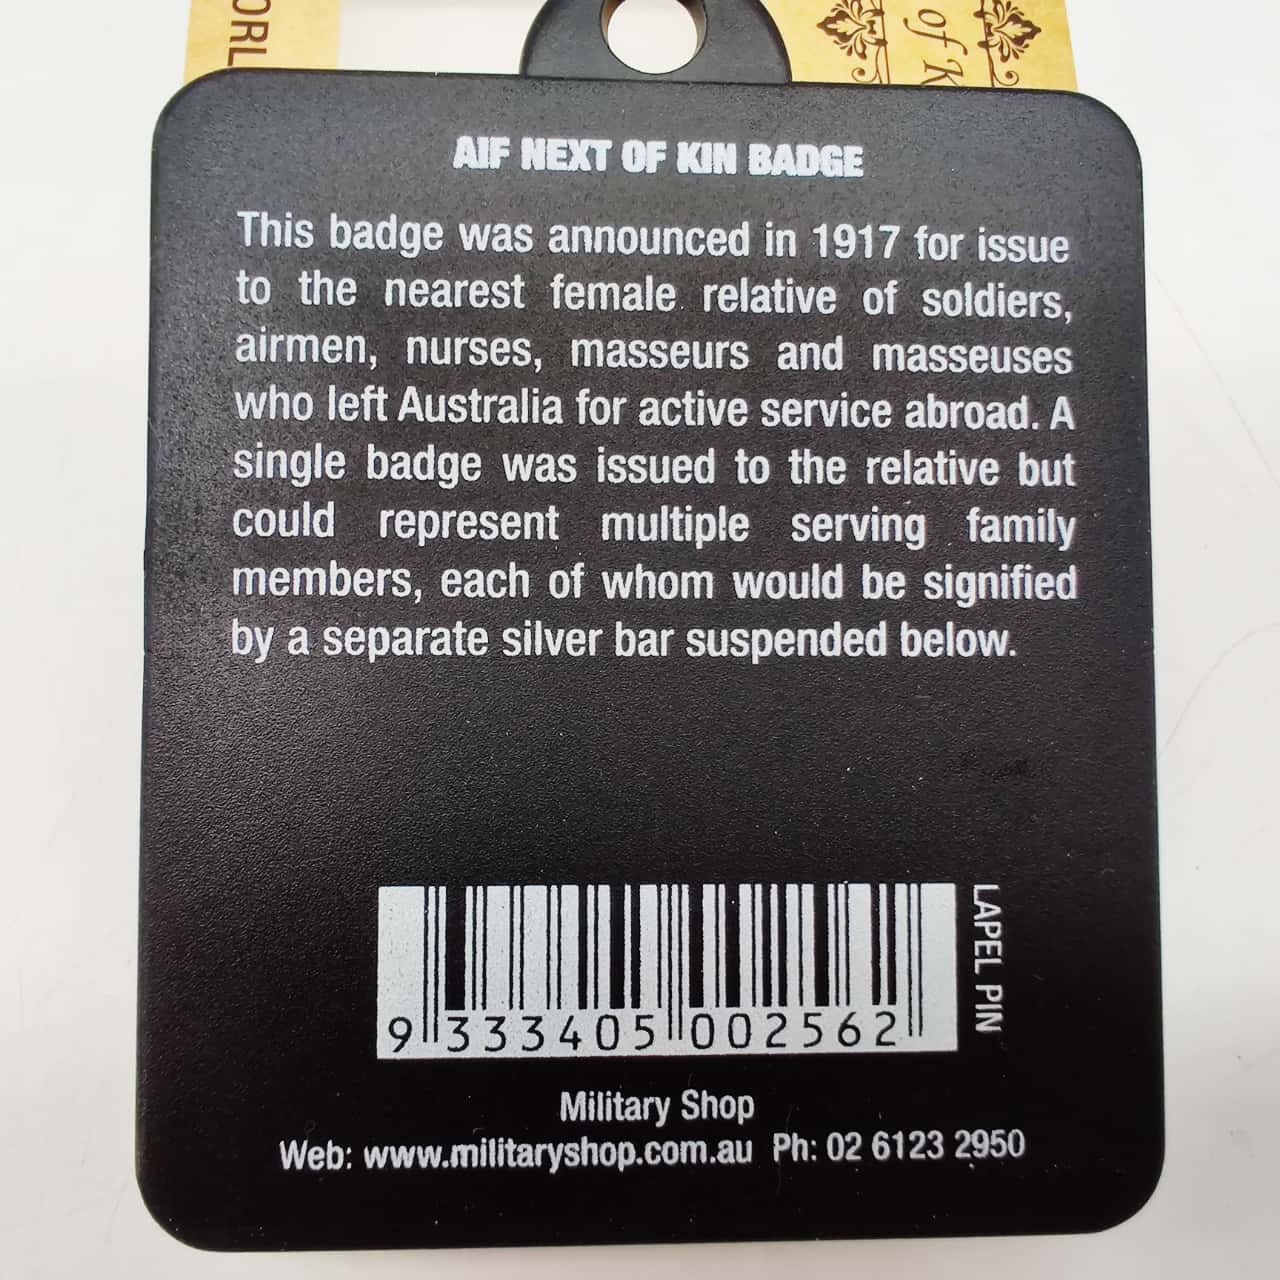 ORL
of K
AIF NEXT OF KIN BADGE
This badge was announced in 1917 for issue
to the nearest female relative of soldiers,
airmen, nurses, masseurs and masseuses
who left Australia for active service abroad. A
single badge was issued to the relative but
could represent multiple serving family
members, each of whom would be signified
by a separate silver bar suspended below.
LAPEL PIN
9 333405 002562
Military Shop
Web: www.militaryshop.com.au Ph: 02 6123 2950